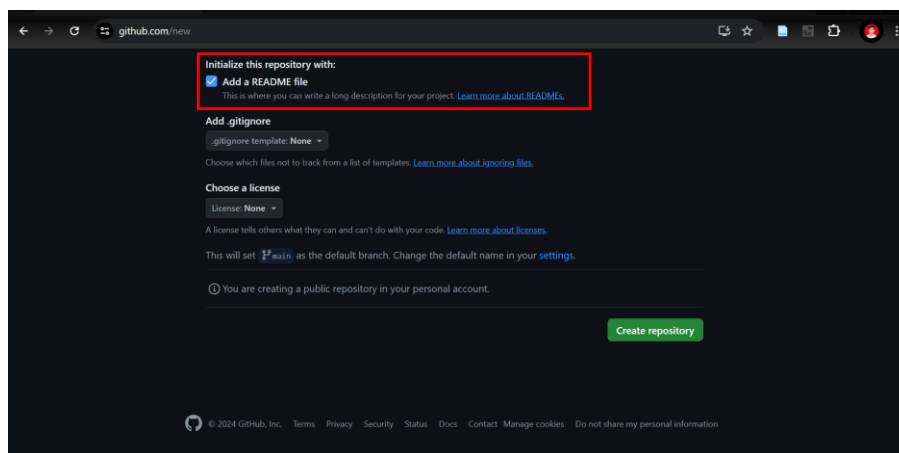 github.com/new
Initialize this repository with:
Add a README file
This is where you can write a long description for your project. Learn more about READMEs.
Add .gitignore
.gitignore template: None
Choose which files not to track from a list of templates. Learn more about ignoring files.
Choose a license
License: None
A license tells others what they can and can't do with your code. Learn more about licenses.
This will set main as the default branch. Change the default name in your settings.
You are creating a public repository in your personal account.
Create repository
© 2024 GitHub, Inc. Terms Privacy Security Status Docs Contact Manage cookies Do not share my personal information